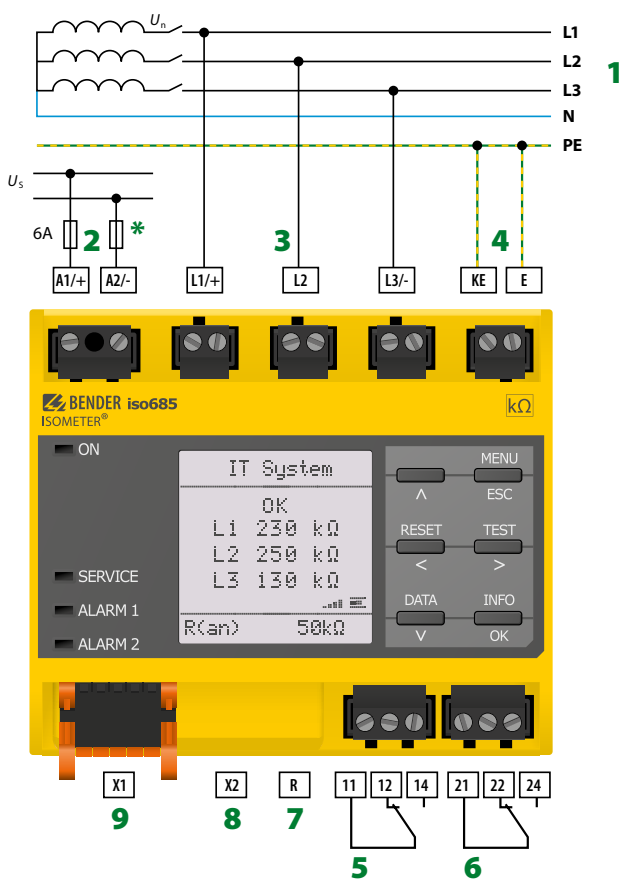 Un
L1
L2
1
L3
N
PE
Us
6A
2
*
3
4
A1/+ A2/- L1/+ L2 L3/- KE E
BENDER iso685
ISOMETER®
kΩ
ON
IT System
OK
L1 230 kΩ
L2 250 kΩ
L3 130 kΩ
R(an) 50kΩ
SERVICE
ALARM 1
ALARM 2
MENU
∧ ESC
RESET TEST
< >
DATA INFO
∨ OK
X1 X2 R 11 12 14 21 22 24
9 8 7
5 6